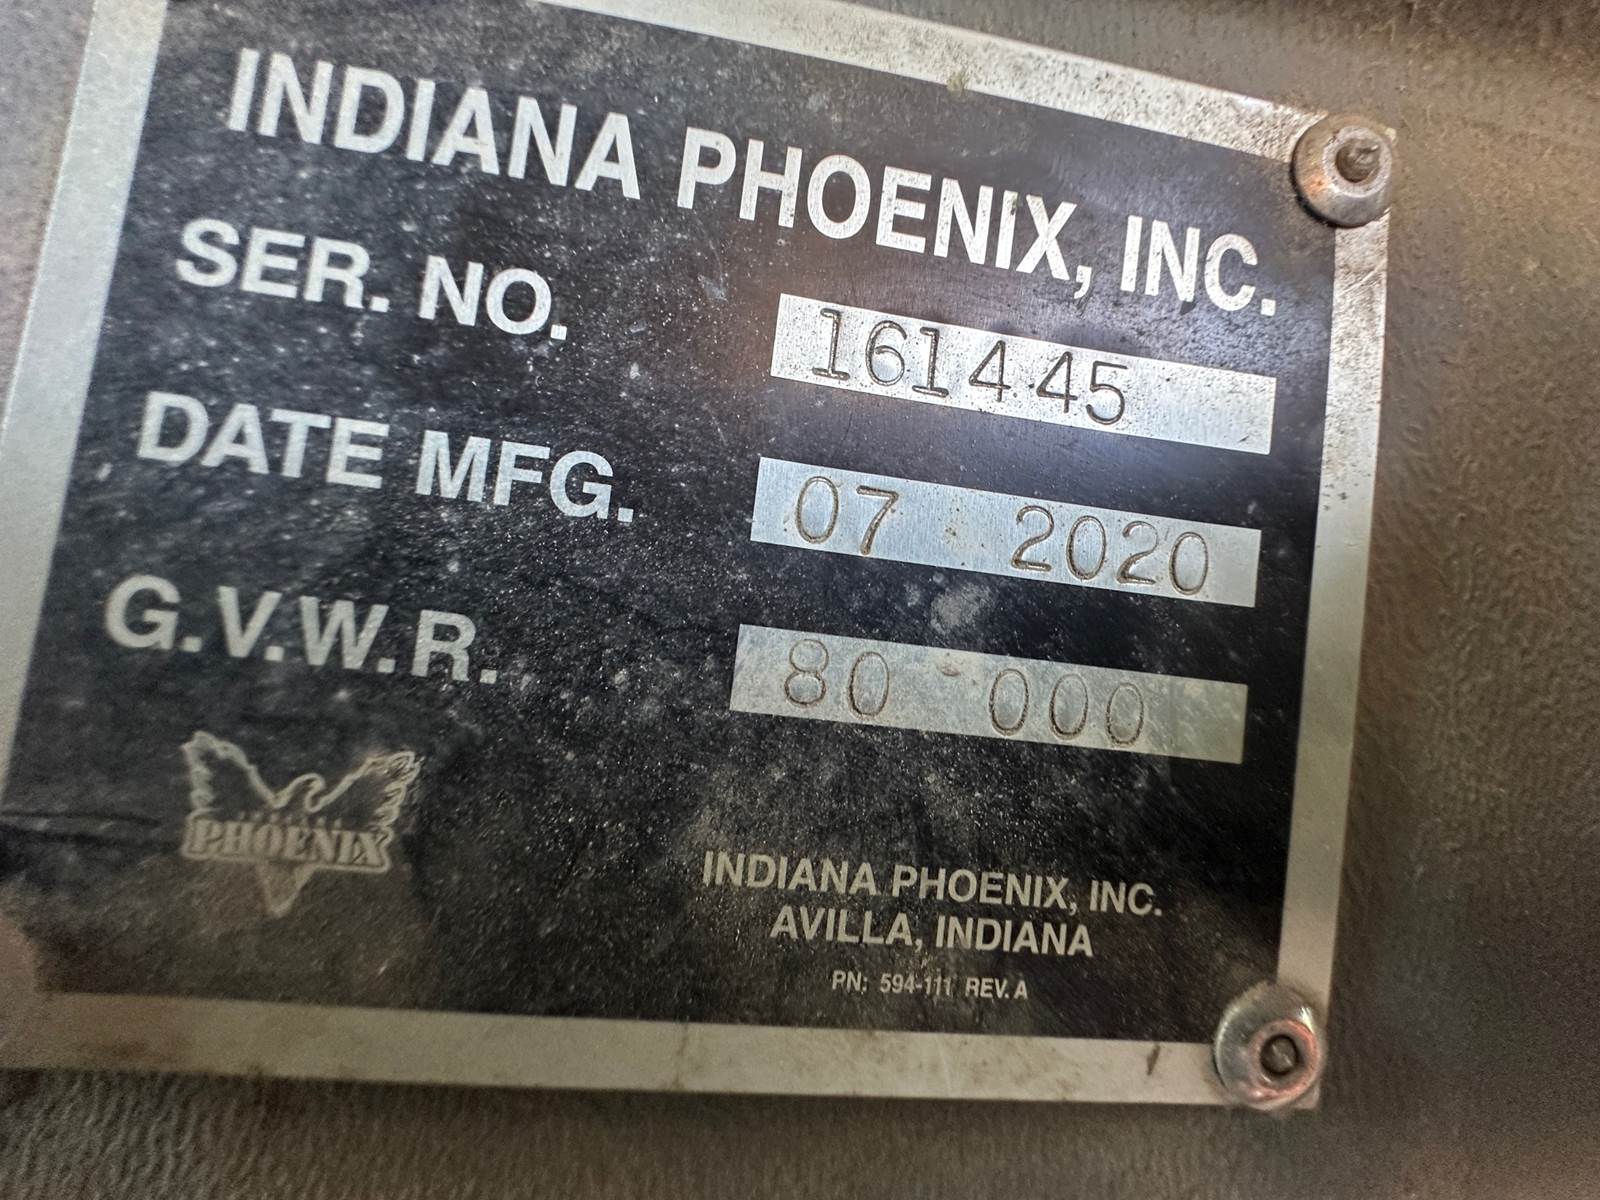 INDIANA PHOENIX, INC.
SER. NO. 161445
DATE MFG. 07 2020
G.V.W.R. 80 000
INDIANA
PHOENIX
INDIANA PHOENIX, INC.
AVILLA, INDIANA
PN: 594-111 REV. A